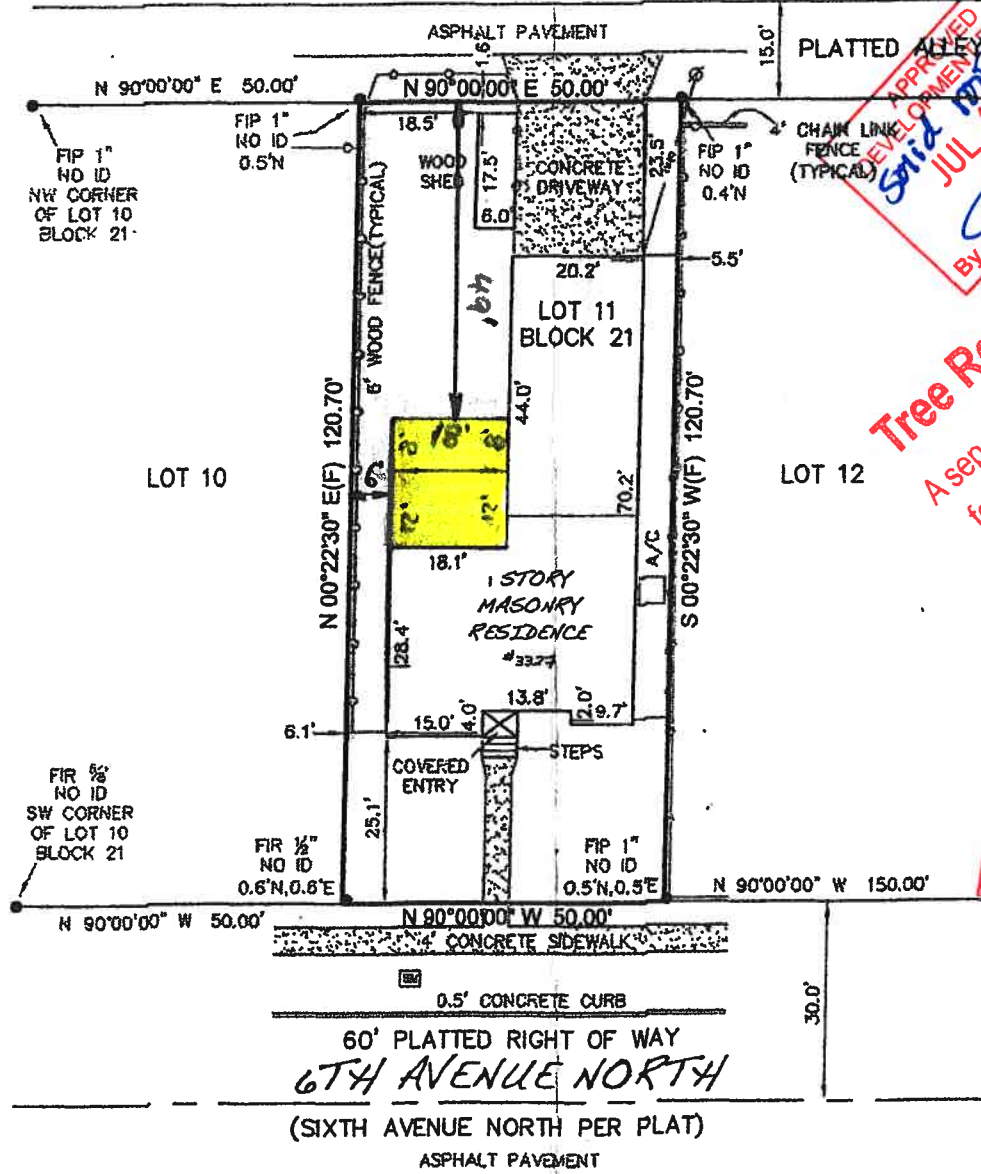 ASPHALT PAVEMENT
1.6'
15.0'
PLATTED ALLEY
N 90°00'00" E 50.00'
N 90°00'00" E 50.00'
APPROVED
DEVELOPMENT
JUL
By
FIP 1"
NO ID
NW CORNER
OF LOT 10
BLOCK 21
FIP 1"
NO ID
0.5'N
18.5'
WOOD
SHED
17.5'
6.0'
CONCRETE
DRIVEWAY
23.5'
FIP 1"
NO ID
0.4'N
4' CHAIN LINK
FENCE
(TYPICAL)
6' WOOD FENCE(TYPICAL)
20.2'
5.5'
49'
LOT 11
BLOCK 21
44.0'
Tree Re
A sep
fo
LOT 10
N 00°22'30" E(F) 120.70'
6'
8'
18'
8'
12'
12'
18.1'
70.2'
A/C
S 00°22'30" W(F) 120.70'
LOT 12
1 STORY
MASONRY
RESIDENCE
28.4'
13.8'
2.0'
9.7'
6.1'
15.0'
4.0'
COVERED
ENTRY
STEPS
25.1'
FIR 5/8"
NO ID
SW CORNER
OF LOT 10
BLOCK 21
FIR 1/2"
NO ID
0.6'N,0.6'E
FIP 1"
NO ID
0.5'N,0.5'E
N 90°00'00" W 50.00'
N 90°00'00" W 50.00'
N 90°00'00" W 150.00'
4' CONCRETE SIDEWALK
0.5' CONCRETE CURB
30.0'
60' PLATTED RIGHT OF WAY
6TH AVENUE NORTH
(SIXTH AVENUE NORTH PER PLAT)
ASPHALT PAVEMENT